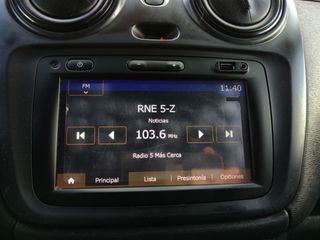 FM
11:40
RNE 5-Z
Noticias
103.6 MHz
Radio 5 Más Cerca
Principal
Lista
Presintonía
Opciones